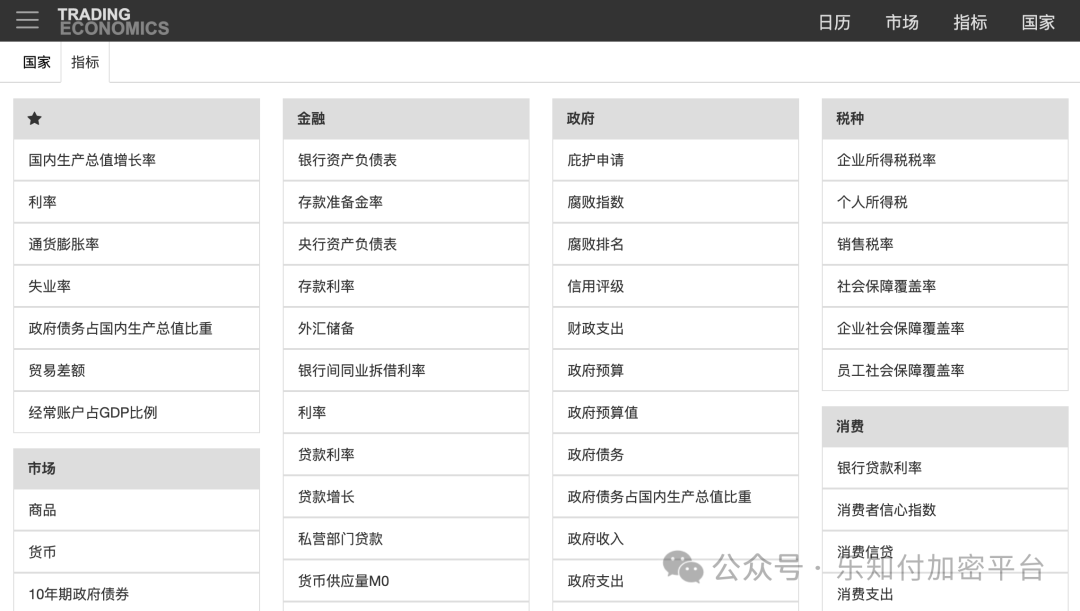 TRADING
ECONOMICS
日历
市场
指标
国家
国家
指标
★
国内生产总值增长率
利率
通货膨胀率
失业率
政府债务占国内生产总值比重
贸易差额
经常账户占GDP比例
市场
商品
货币
10年期政府债券
金融
银行资产负债表
存款准备金率
央行资产负债表
存款利率
外汇储备
银行间同业拆借利率
利率
贷款利率
贷款增长
私营部门贷款
货币供应量M0
政府
庇护申请
腐败指数
腐败排名
信用评级
财政支出
政府预算
政府预算值
政府债务
政府债务占国内生产总值比重
政府收入
政府支出
税种
企业所得税税率
个人所得税
销售税率
社会保障覆盖率
企业社会保障覆盖率
员工社会保障覆盖率
消费
银行贷款利率
消费者信心指数
消费信贷
消费支出
公众号 · 乐知付加密平台